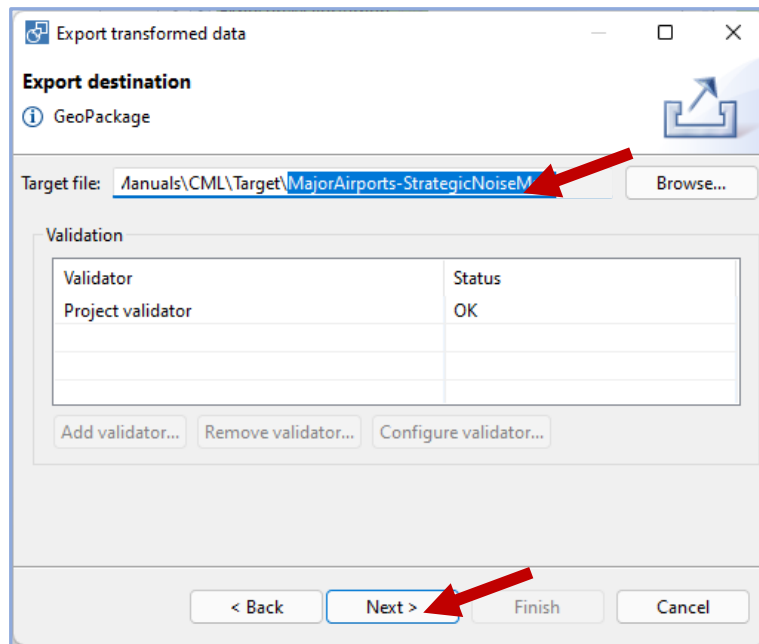 Export transformed data
Export destination
GeoPackage
Target file: Manuals\CML\Target\MajorAirports-StrategicNoiseM Browse...
Validation
Validator Status
Project validator OK
Add validator... Remove validator... Configure validator...
< Back Next > Finish Cancel